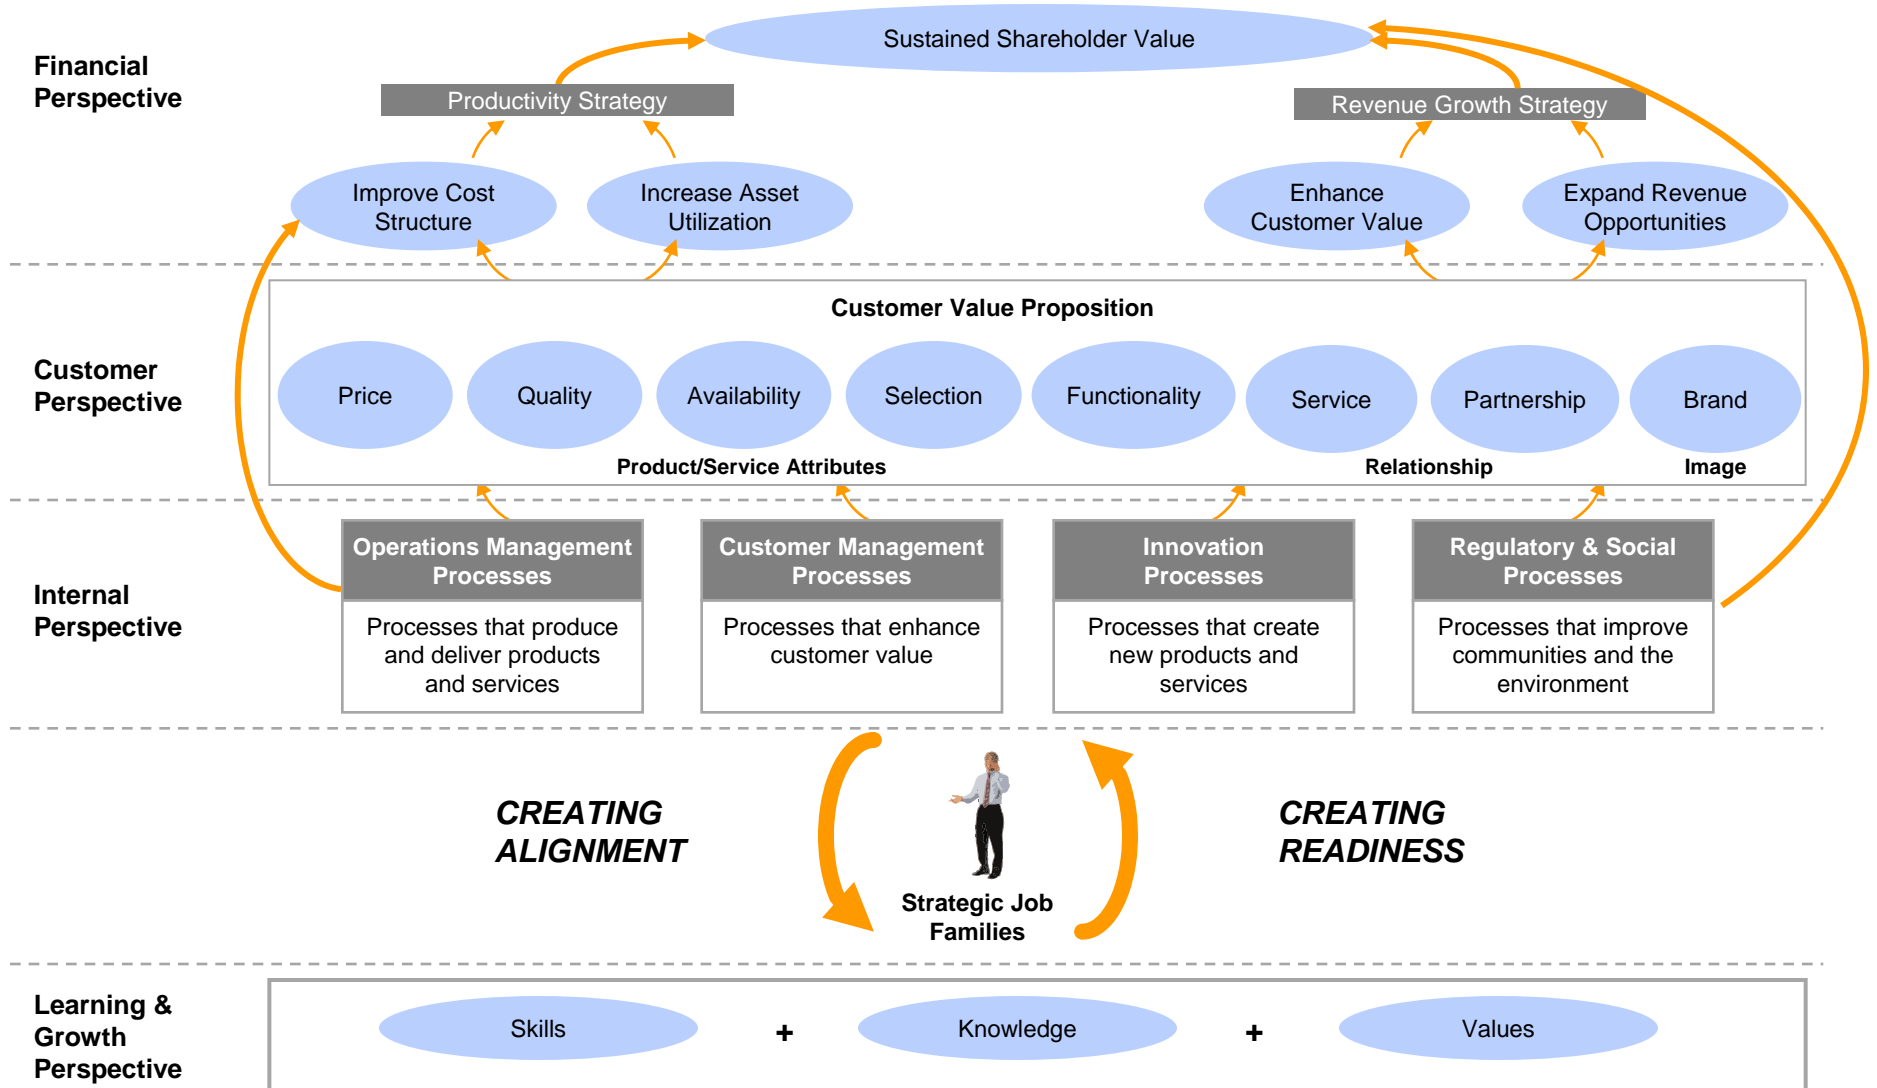 Sustained Shareholder Value
Financial
Perspective
Productivity Strategy
Revenue Growth Strategy
Improve Cost
Structure
Increase Asset
Utilization
Enhance
Customer Value
Expand Revenue
Opportunities
Customer Value Proposition
Customer
Perspective
Price
Quality
Availability
Selection
Functionality
Service
Partnership
Brand
Product/Service Attributes
Relationship
Image
Internal
Perspective
Operations Management
Processes
Processes that produce
and deliver products
and services
Customer Management
Processes
Processes that enhance
customer value
Innovation
Processes
Processes that create
new products and
services
Regulatory & Social
Processes
Processes that improve
communities and the
environment
CREATING
ALIGNMENT
Strategic Job
Families
CREATING
READINESS
Learning &
Growth
Perspective
Skills
+
Knowledge
+
Values